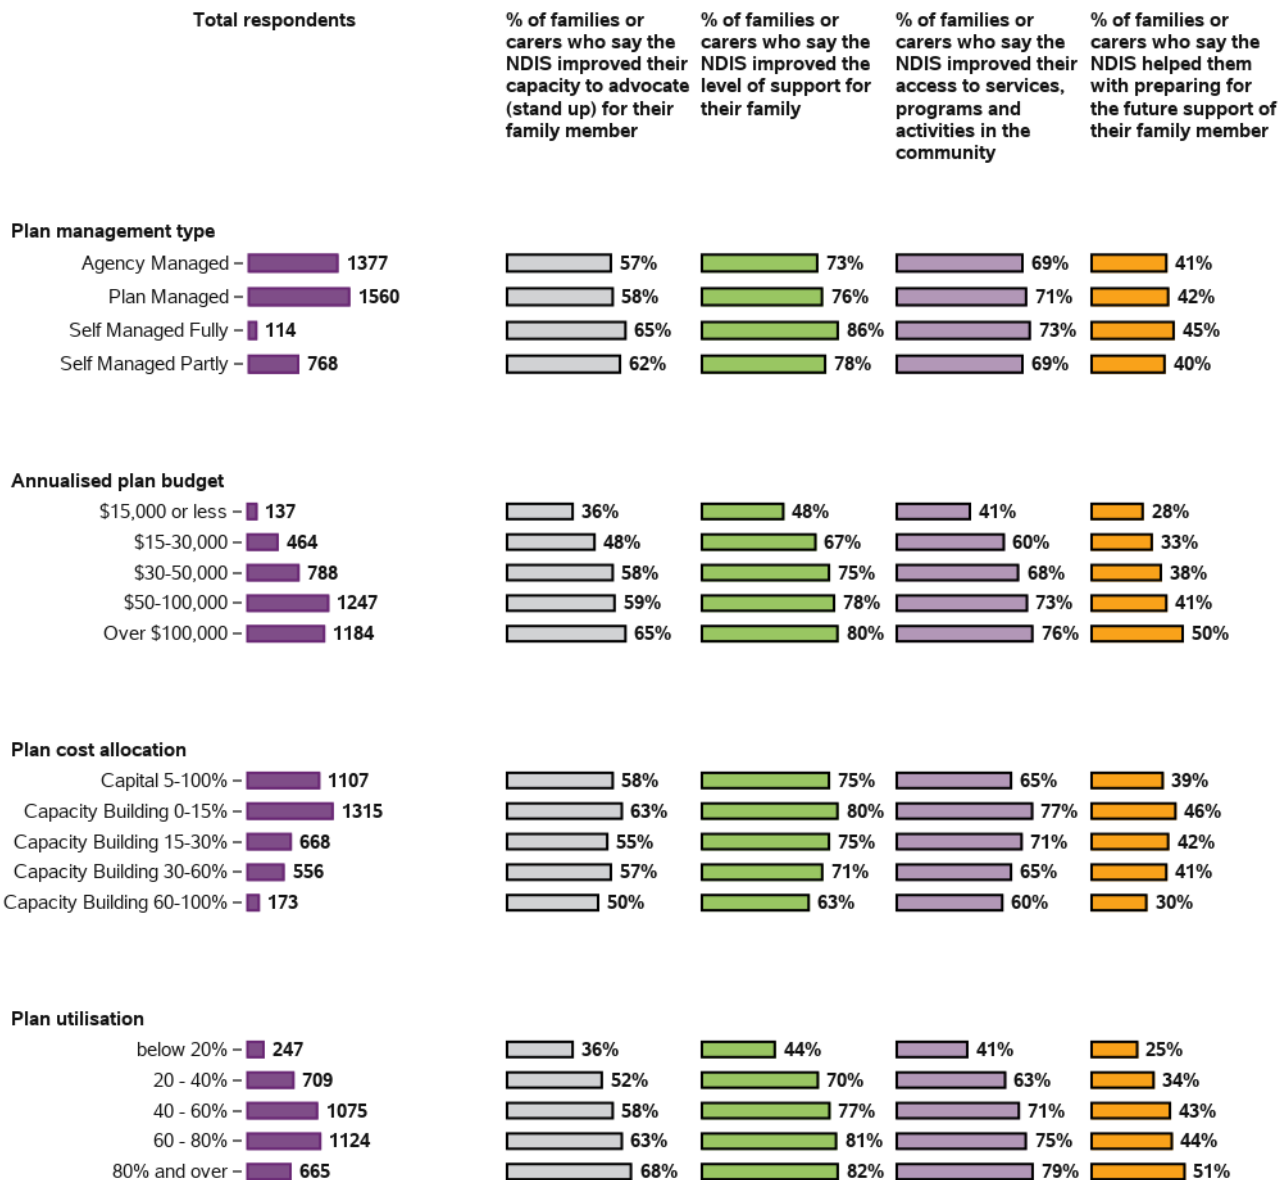 Total respondents
% of families or carers who say the NDIS improved their capacity to advocate (stand up) for their family member
% of families or carers who say the NDIS improved the level of support for their family
% of families or carers who say the NDIS improved their access to services, programs and activities in the community
% of families or carers who say the NDIS helped them with preparing for the future support of their family member
Plan management type
Agency Managed 1377 57% 73% 69% 41%
Plan Managed 1560 58% 76% 71% 42%
Self Managed Fully 114 65% 86% 73% 45%
Self Managed Partly 768 62% 78% 69% 40%
Annualised plan budget
$15,000 or less 137 36% 48% 41% 28%
$15-30,000 464 48% 67% 60% 33%
$30-50,000 788 58% 75% 68% 38%
$50-100,000 1247 59% 78% 73% 41%
Over $100,000 1184 65% 80% 76% 50%
Plan cost allocation
Capital 5-100% 1107 58% 75% 65% 39%
Capacity Building 0-15% 1315 63% 80% 77% 46%
Capacity Building 15-30% 668 55% 75% 71% 42%
Capacity Building 30-60% 556 57% 71% 65% 41%
Capacity Building 60-100% 173 50% 63% 60% 30%
Plan utilisation
below 20% 247 36% 44% 41% 25%
20 - 40% 709 52% 70% 63% 34%
40 - 60% 1075 58% 77% 71% 43%
60 - 80% 1124 63% 81% 75% 44%
80% and over 665 68% 82% 79% 51%